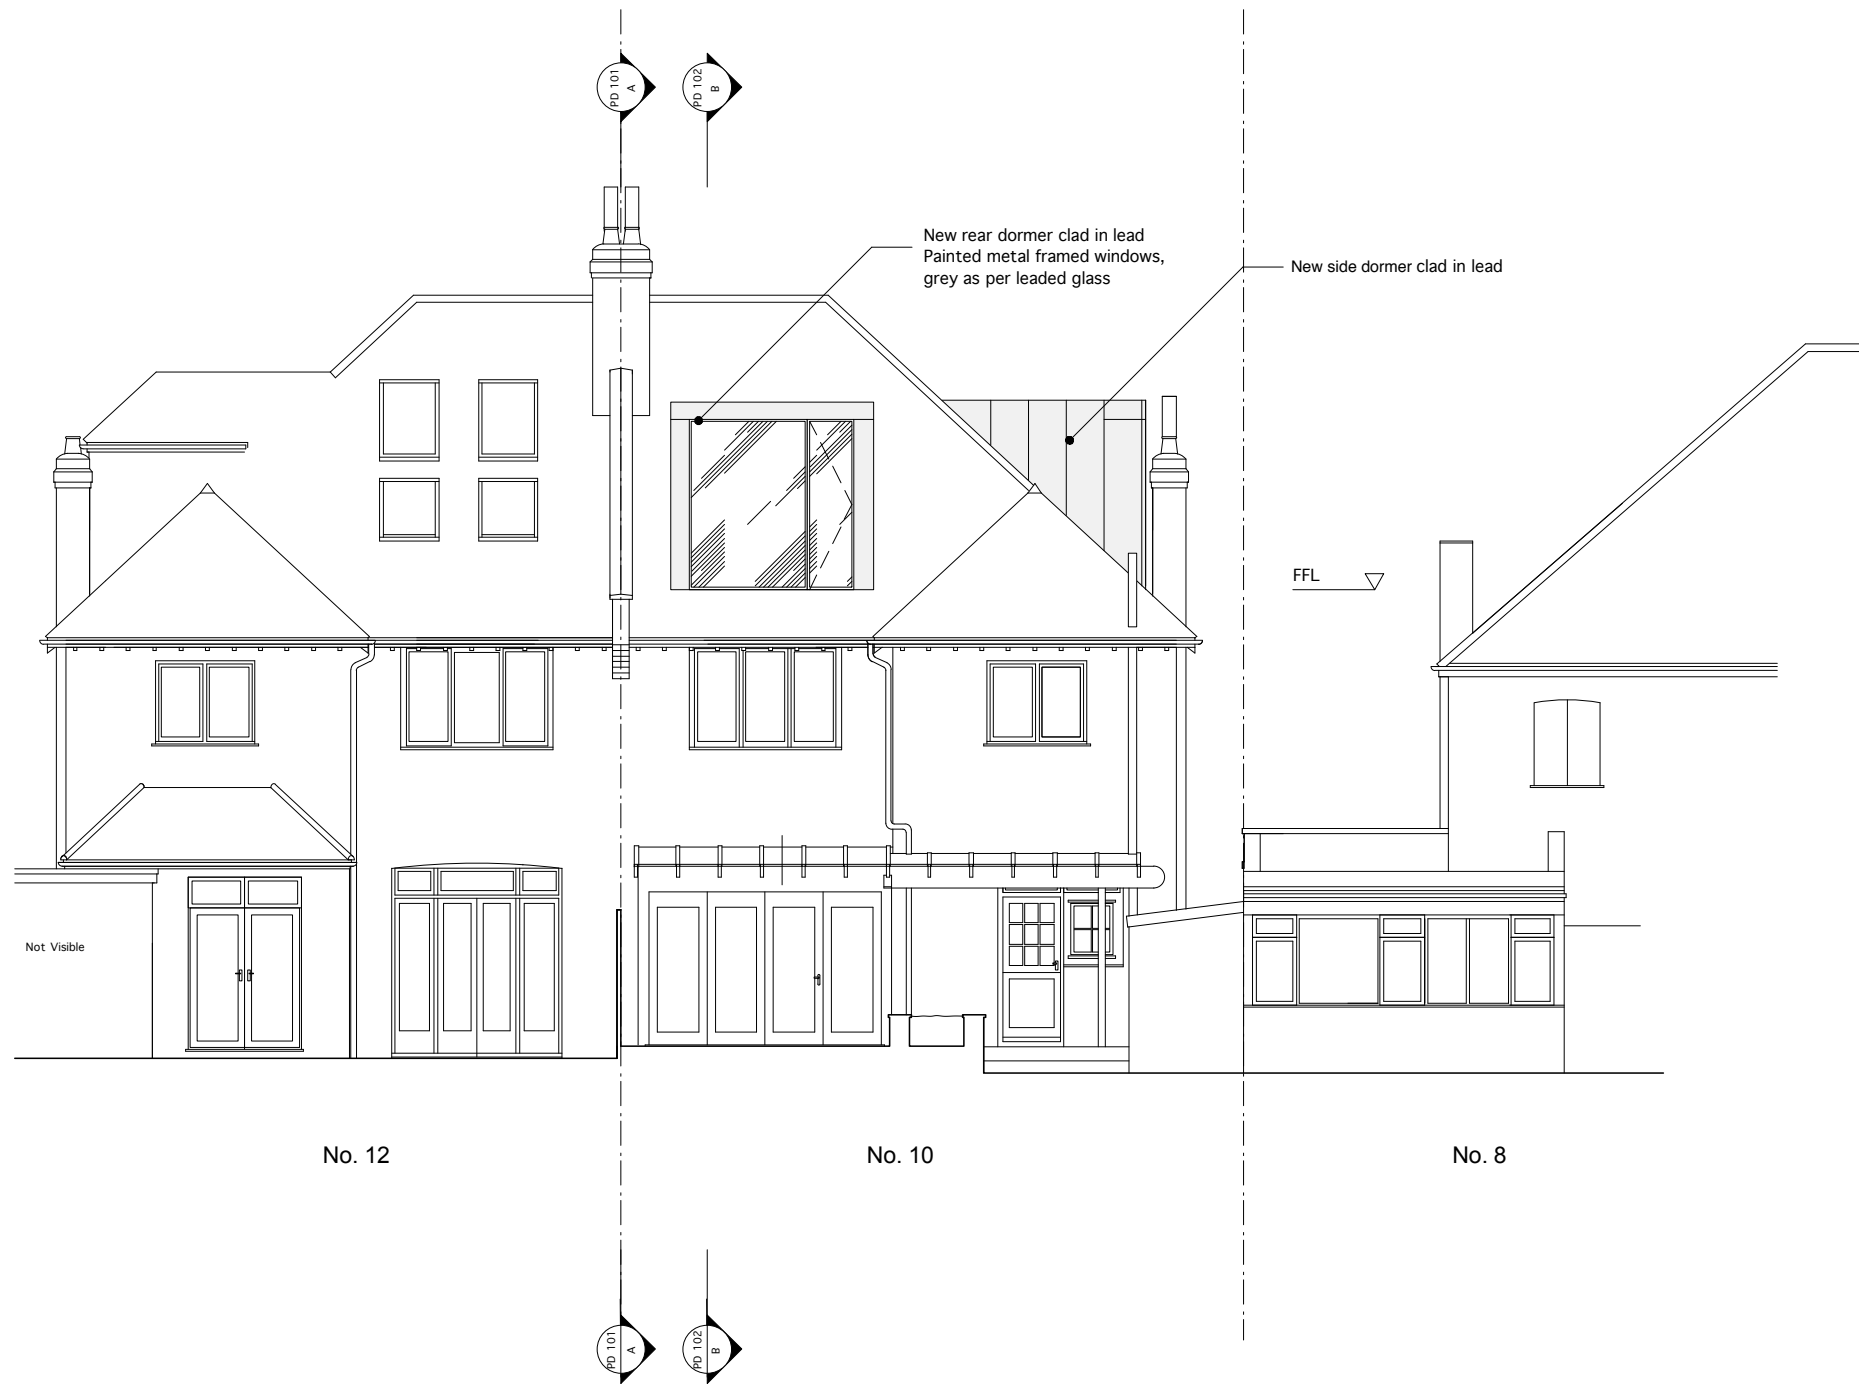 PD 101
A
PD 102
B
New rear dormer clad in lead
Painted metal framed windows,
grey as per leaded glass
New side dormer clad in lead
FFL
Not Visible
No. 12
No. 10
No. 8
PD 101
A
PD 102
B